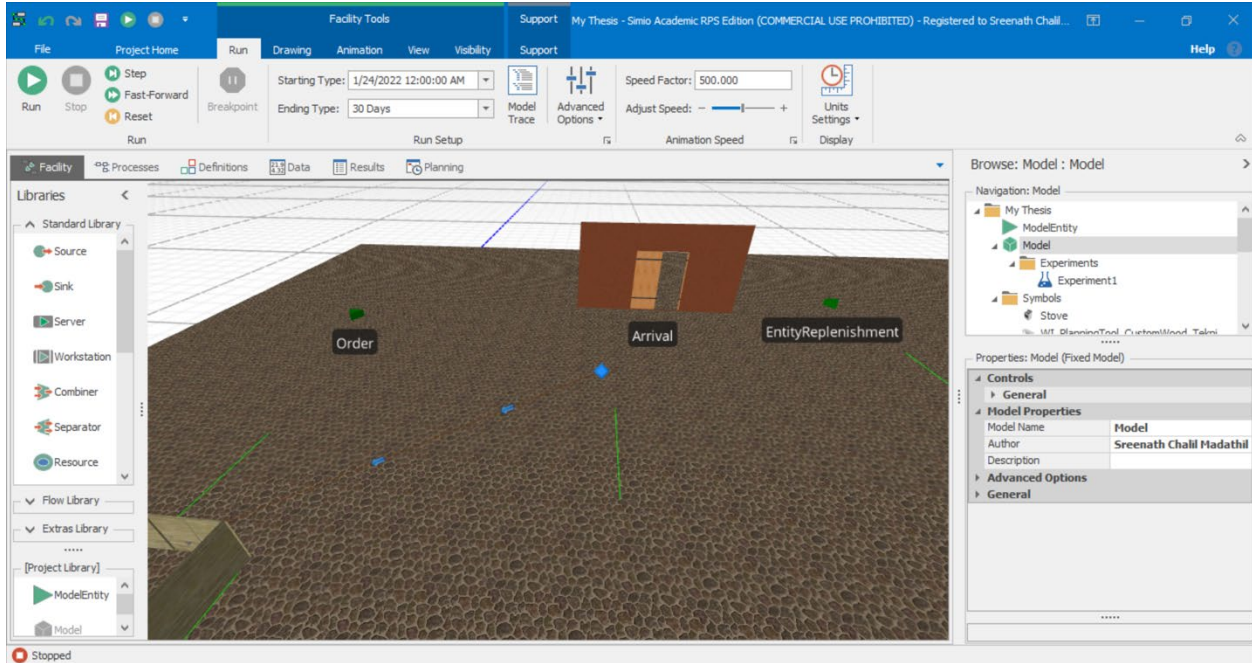 Facility Tools
Support
My Thesis - Simio Academic RPS Edition (COMMERCIAL USE PROHIBITED) - Registered to Sreenath Chalil...
File
Project Home
Run
Drawing
Animation
View
Visibility
Support
Help
Run
Stop
Step
Fast-Forward
Reset
Run
Breakpoint
Starting Type: 1/24/2022 12:00:00 AM
Ending Type: 30 Days
Run Setup
Model Trace
Advanced Options
Speed Factor: 500.000
Adjust Speed: - +
Animation Speed
Units Settings
Display
Facility
Processes
Definitions
Data
Results
Planning
Libraries
Standard Library
Source
Sink
Server
Workstation
Combiner
Separator
Resource
Flow Library
Extras Library
[Project Library]
ModelEntity
Model
Order
Arrival
EntityReplenishment
Browse: Model : Model
Navigation: Model
My Thesis
ModelEntity
Model
Experiments
Experiment1
Symbols
Stove
Properties: Model (Fixed Model)
Controls
General
Model Properties
Model Name Model
Author Sreenath Chalil Madathil
Description
Advanced Options
General
Stopped